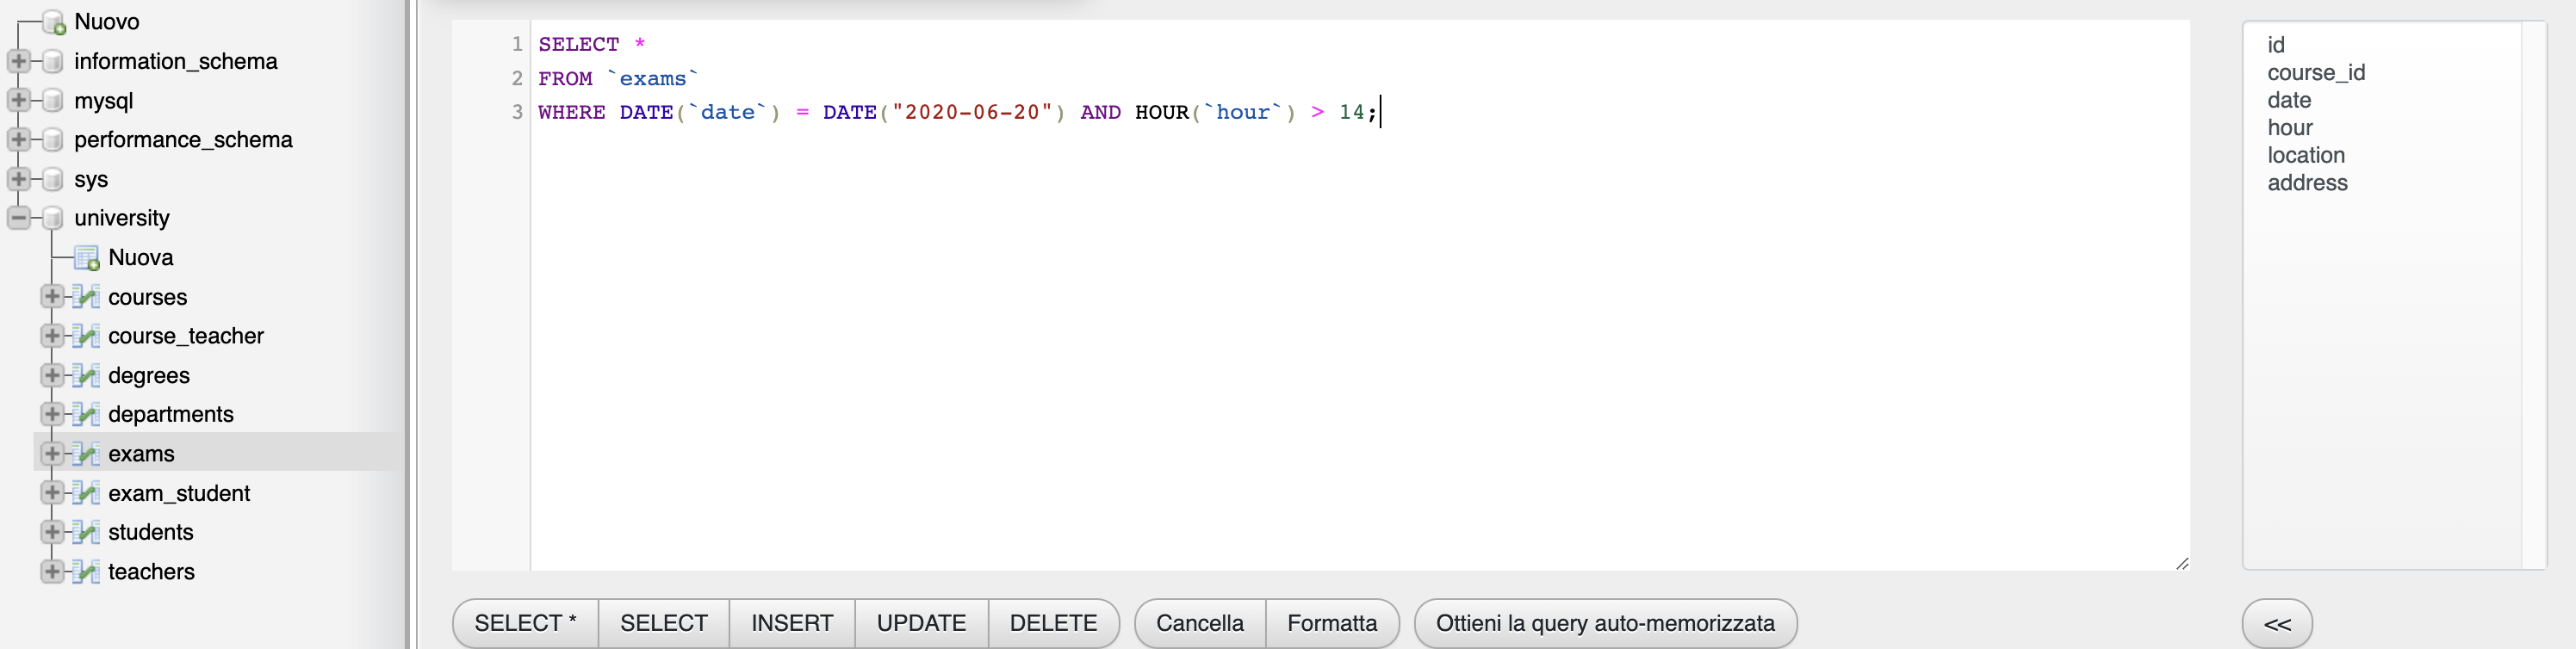 Nuovo
information_schema
mysql
performance_schema
sys
university
Nuova
courses
course_teacher
degrees
departments
exams
exam_student
students
teachers
1 SELECT *
2 FROM `exams`
3 WHERE DATE(`date`) = DATE("2020-06-20") AND HOUR(`hour`) > 14;
id
course_id
date
hour
location
address
SELECT * SELECT INSERT UPDATE DELETE Cancella Formatta Ottieni la query auto-memorizzata <<